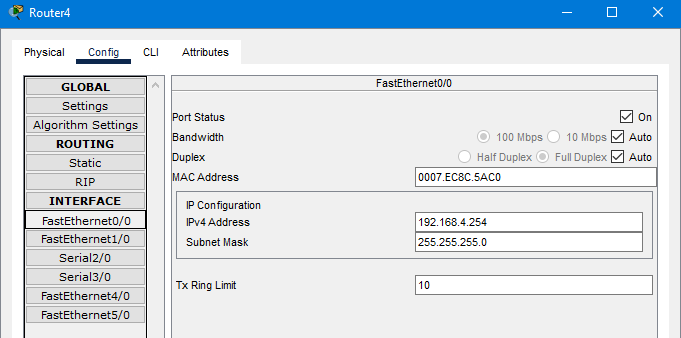 Router4
Physical Config CLI Attributes
GLOBAL
Settings
Algorithm Settings
ROUTING
Static
RIP
INTERFACE
FastEthernet0/0
FastEthernet1/0
Serial2/0
Serial3/0
FastEthernet4/0
FastEthernet5/0
FastEthernet0/0
Port Status On
Bandwidth 100 Mbps 10 Mbps Auto
Duplex Half Duplex Full Duplex Auto
MAC Address 0007.EC8C.5AC0
IP Configuration
IPv4 Address 192.168.4.254
Subnet Mask 255.255.255.0
Tx Ring Limit 10